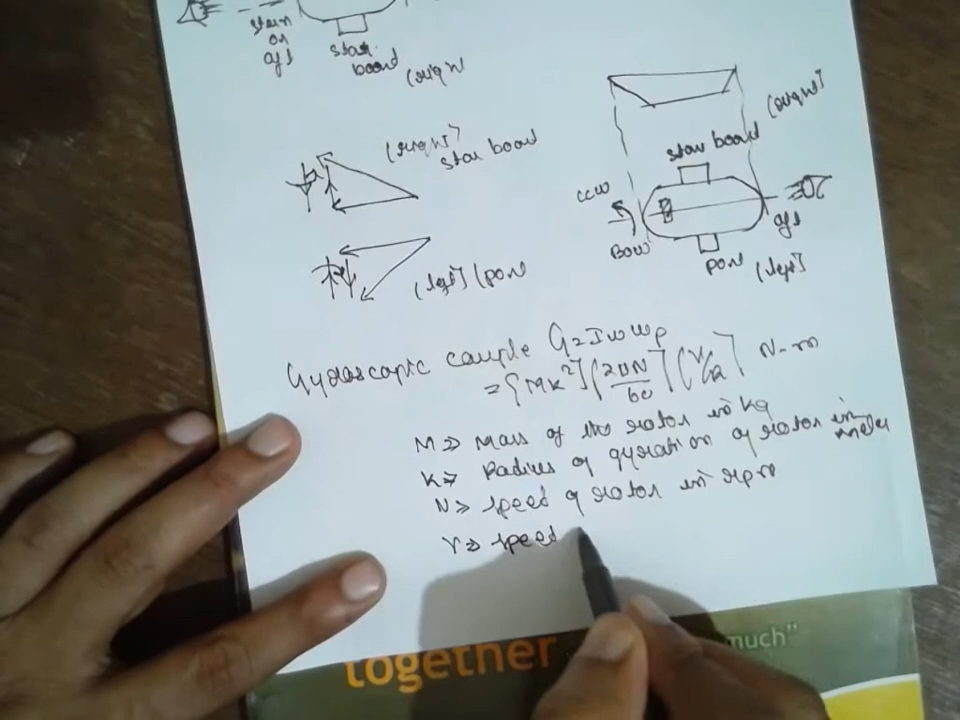 stern
or
aft
star
board
(right
(right)
star board
(left) (port
(right)
star board
CCW
Bow
aft
port
(left)
Gyroscopic couple G = I w wp
= (MK²) (2πN/60) (V/R) N-m
M => Mass of the rotor in kg
K => Radius of gyration of rotor in meter
N => speed of rotor in rpm
V => speed
together
much"